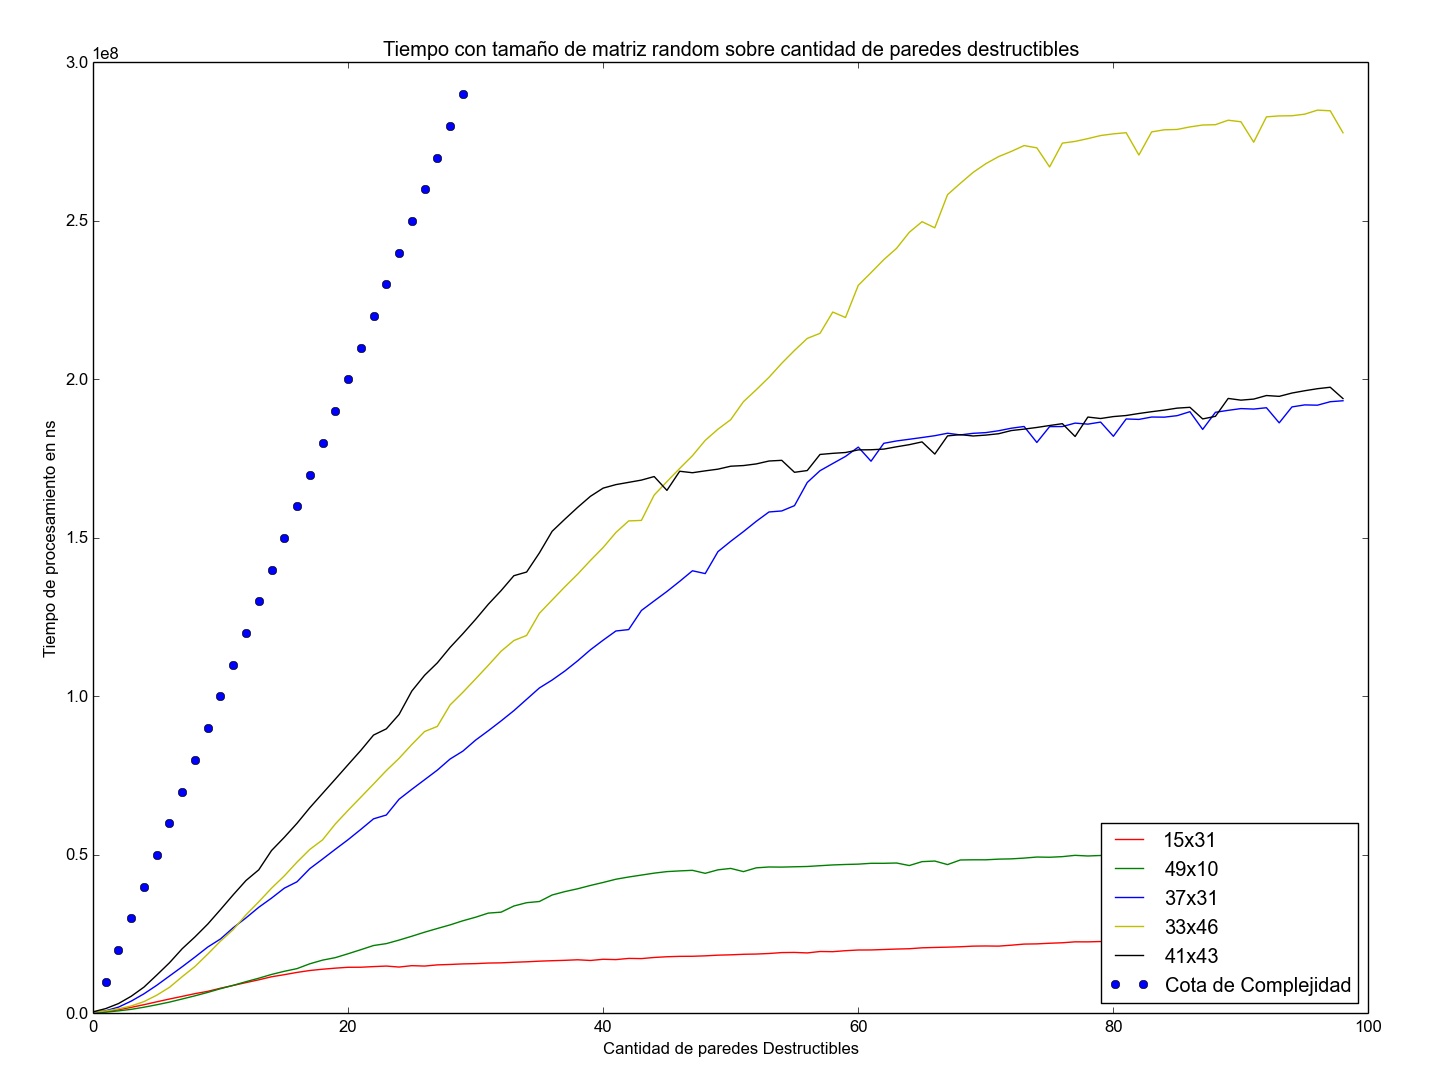 Tiempo con tamaño de matriz random sobre cantidad de paredes destructibles
1e8
3.0
2.5
2.0
1.5
1.0
0.5
0.0
Tiempo de procesamiento en ns
0 20 40 60 80 100
Cantidad de paredes Destructibles
15x31
49x10
37x31
33x46
41x43
Cota de Complejidad